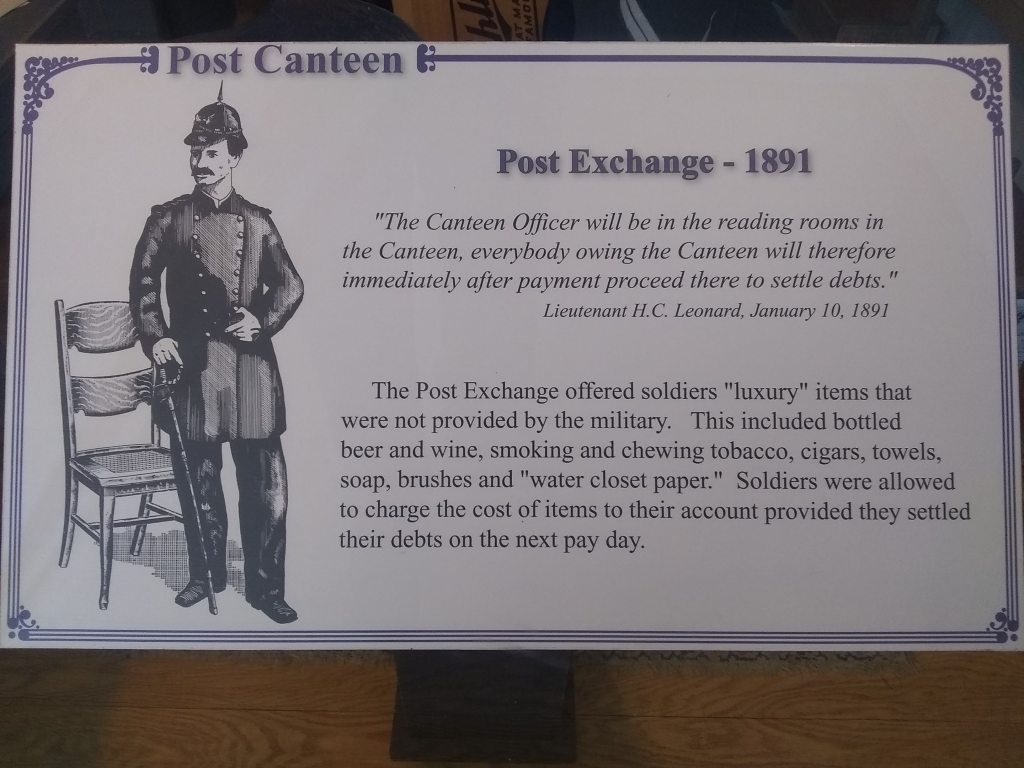 Post Canteen
Post Exchange - 1891
"The Canteen Officer will be in the reading rooms in
the Canteen, everybody owing the Canteen will therefore
immediately after payment proceed there to settle debts."
Lieutenant H.C. Leonard, January 10, 1891
The Post Exchange offered soldiers "luxury" items that
were not provided by the military. This included bottled
beer and wine, smoking and chewing tobacco, cigars, towels,
soap, brushes and "water closet paper." Soldiers were allowed
to charge the cost of items to their account provided they settled
their debts on the next pay day.